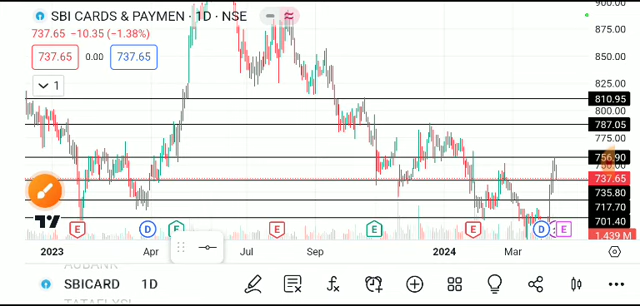 SBI CARDS & PAYMEN · 1D · NSE
737.65 −10.35 (−1.38%)
737.65 0.00 737.65
1
900.00
875.00
850.00
825.00
810.95
800.00
787.05
775.00
756.90
737.65
735.80
717.70
701.40
1.439 M
E D E E E E D E
2023 Apr Jul Sep 2024 Mar
AUBANK
SBICARD 1D
TATAELXSI